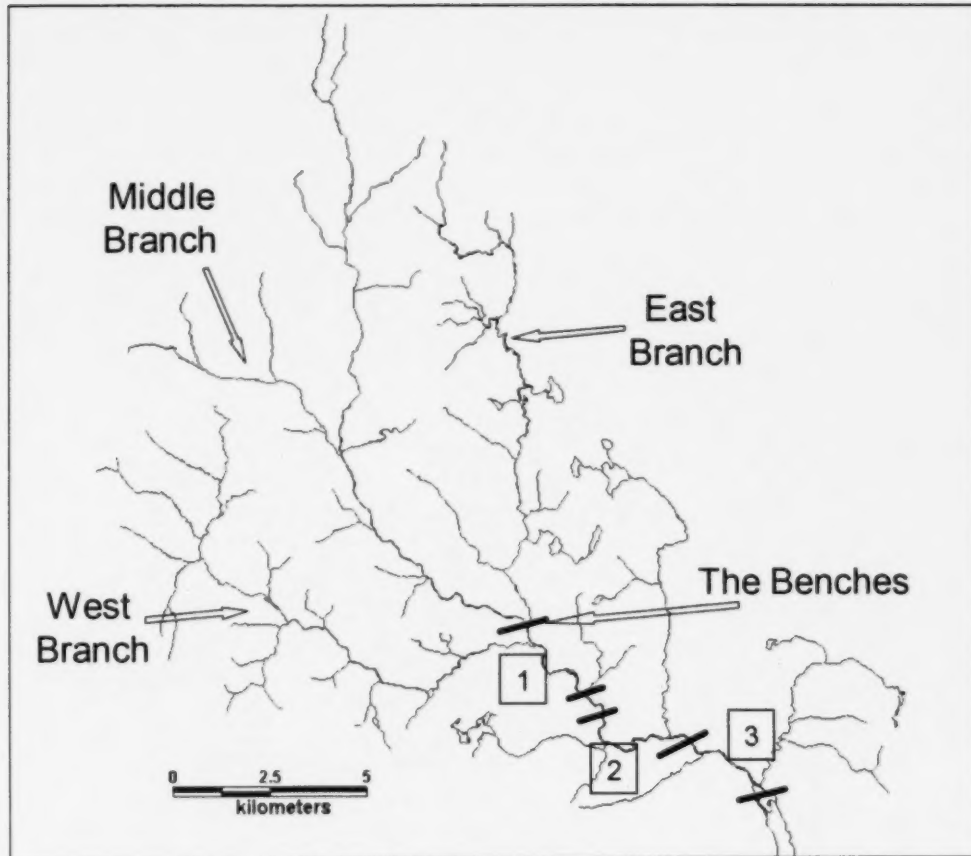 Middle
Branch
East
Branch
The Benches
West
Branch
1
3
2
0 2.5 5
kilometers